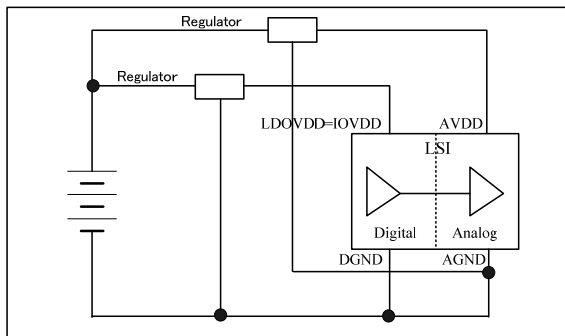 Regulator
Regulator
LDOVDD=IOVDD
AVDD
LSI
Digital
Analog
DGND
AGND